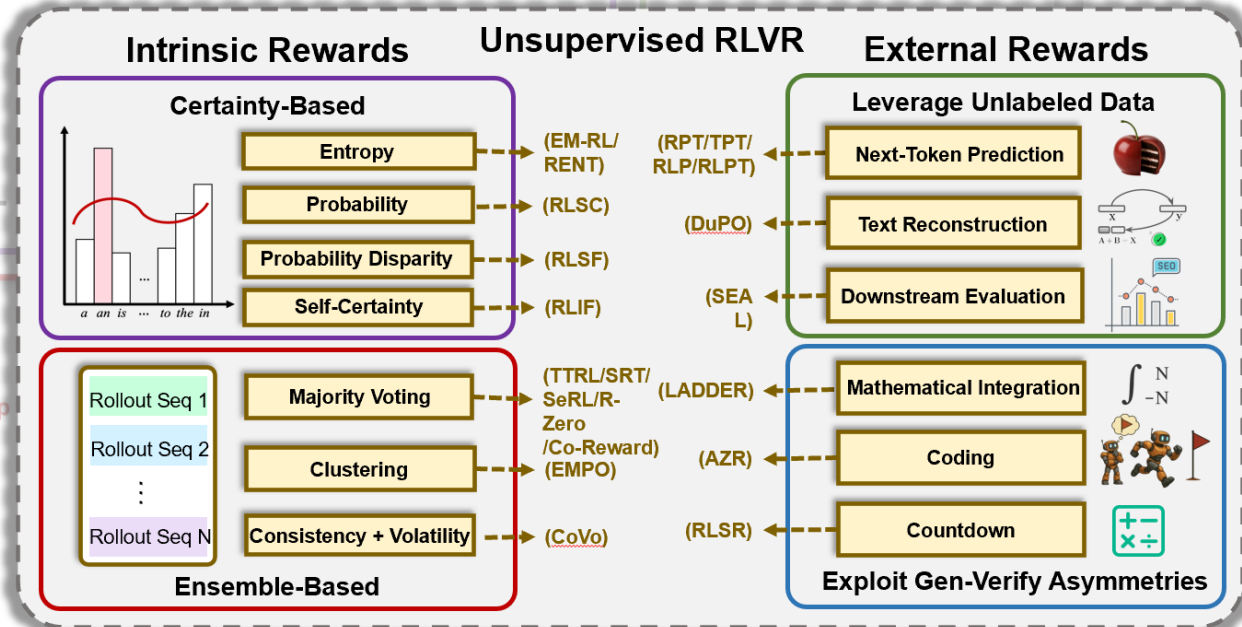 Unsupervised RLVR
Intrinsic Rewards
External Rewards
Certainty-Based
a an is ... to the in
...
Entropy
(EM-RL/
RENT)
Probability
(RLSC)
Probability Disparity
(RLSF)
Self-Certainty
(RLIF)
Leverage Unlabeled Data
(RPT/TPT/
RLP/RLPT)
Next-Token Prediction
(DuPO)
Text Reconstruction
x
y
A+B=X
(SEA
L)
Downstream Evaluation
SEO
Rollout Seq 1
Rollout Seq 2
⋮
Rollout Seq N
Majority Voting
(TTRL/SRT/
SeRL/R-
Zero
/Co-Reward)
Clustering
(EMPO)
Consistency + Volatility
(CoVo)
Ensemble-Based
(LADDER)
Mathematical Integration
∫ N
-N
(AZR)
Coding
(RLSR)
Countdown
+ −
× ÷
Exploit Gen-Verify Asymmetries